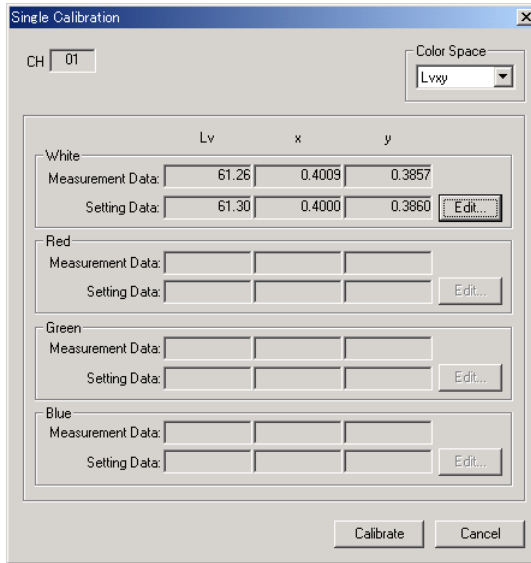 Single Calibration
CH 01
Color Space
Lvxy
Lv x y
White
Measurement Data: 61.26 0.4009 0.3857
Setting Data: 61.30 0.4000 0.3860 Edit...
Red
Measurement Data:
Setting Data: Edit...
Green
Measurement Data:
Setting Data: Edit...
Blue
Measurement Data:
Setting Data: Edit...
Calibrate Cancel